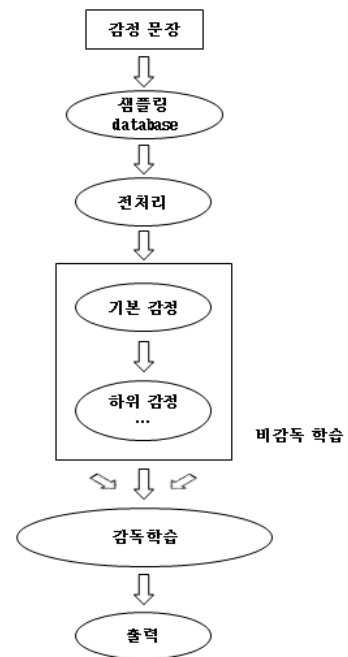 감정 문장
샘플링
database
전처리
기본 감정
하위 감정
...
비감독 학습
감독학습
출력